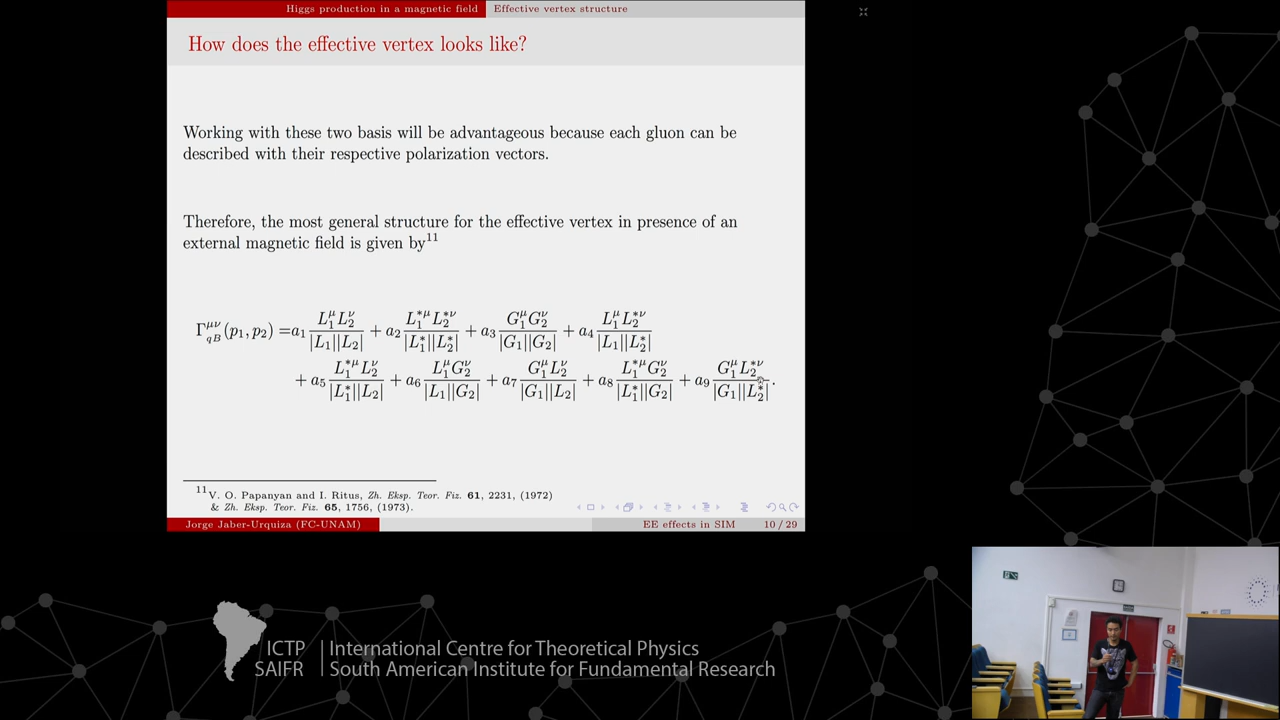 Higgs production in a magnetic field Effective vertex structure
How does the effective vertex looks like?
Working with these two basis will be advantageous because each gluon can be
described with their respective polarization vectors.
Therefore, the most general structure for the effective vertex in presence of an
external magnetic field is given by¹¹
Γ_{qB}^{μν}(p₁, p₂) = a₁ L₁^μ L₂^ν / |L₁||L₂| + a₂ L₁^{*μ} L₂^{*ν} / |L₁^*||L₂^*| + a₃ G₁^μ G₂^ν / |G₁||G₂| + a₄ L₁^μ L₂^{*ν} / |L₁||L₂^*|
+ a₅ L₁^{*μ} L₂^ν / |L₁^*||L₂| + a₆ L₁^μ G₂^ν / |L₁||G₂| + a₇ G₁^μ L₂^ν / |G₁||L₂| + a₈ L₁^{*μ} G₂^ν / |L₁^*||G₂| + a₉ G₁^μ L₂^{*ν} / |G₁||L₂^*|.
¹¹V. O. Papanyan and I. Ritus, Zh. Eksp. Teor. Fiz. 61, 2231, (1972)
& Zh. Eksp. Teor. Fiz. 65, 1756, (1973).
Jorge Jaber-Urquiza (FC-UNAM) EE effects in SIM 10 / 29
ICTP International Centre for Theoretical Physics
SAIFR South American Institute for Fundamental Research